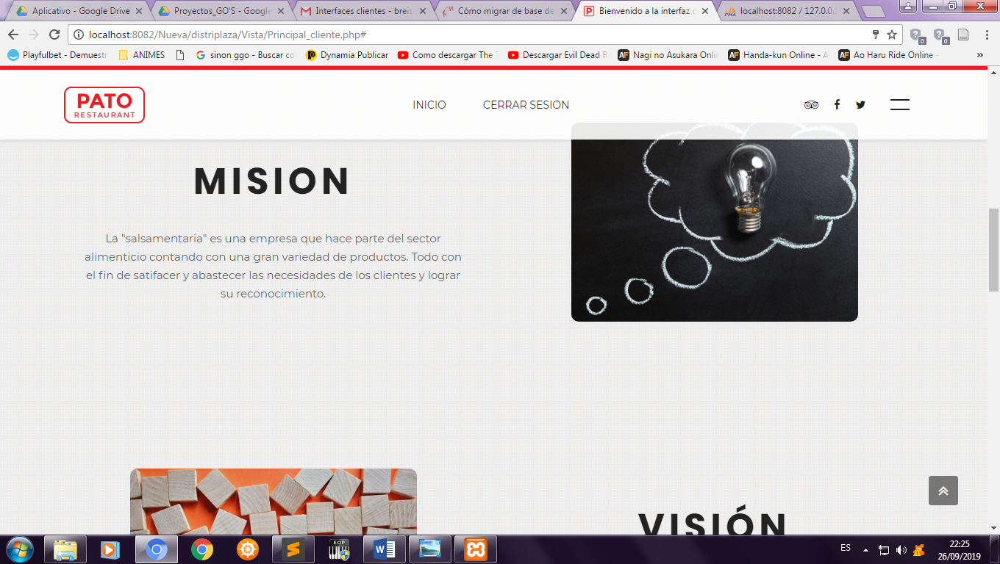 Aplicativo - Google Drive
Proyectos_GO'S - Google
Interfaces clientes - breis
Cómo migrar de base de
Bienvenido a la interfaz
localhost:8082 / 127.0.0.
localhost:8082/Nueva/distriplaza/Vista/Principal_cliente.php#
0
0
Playfulbet - Demuestr
ANIMES
sinon ggo - Buscar co
Dynamia Publicar
Como descargar The
Descargar Evil Dead
Nagi no Asukara Onli
Handa-kun Online -
Ao Haru Ride Online -
»
PATO
RESTAURANT
INICIO
CERRAR SESION
MISION
La "salsamentaria" es una empresa que hace parte del sector
alimenticio contando con una gran variedad de productos. Todo con
el fin de satifacer y abastecer las necesidades de los clientes y lograr
su reconocimiento.
VISIÓN
EOP
ES
22:25
26/09/2019